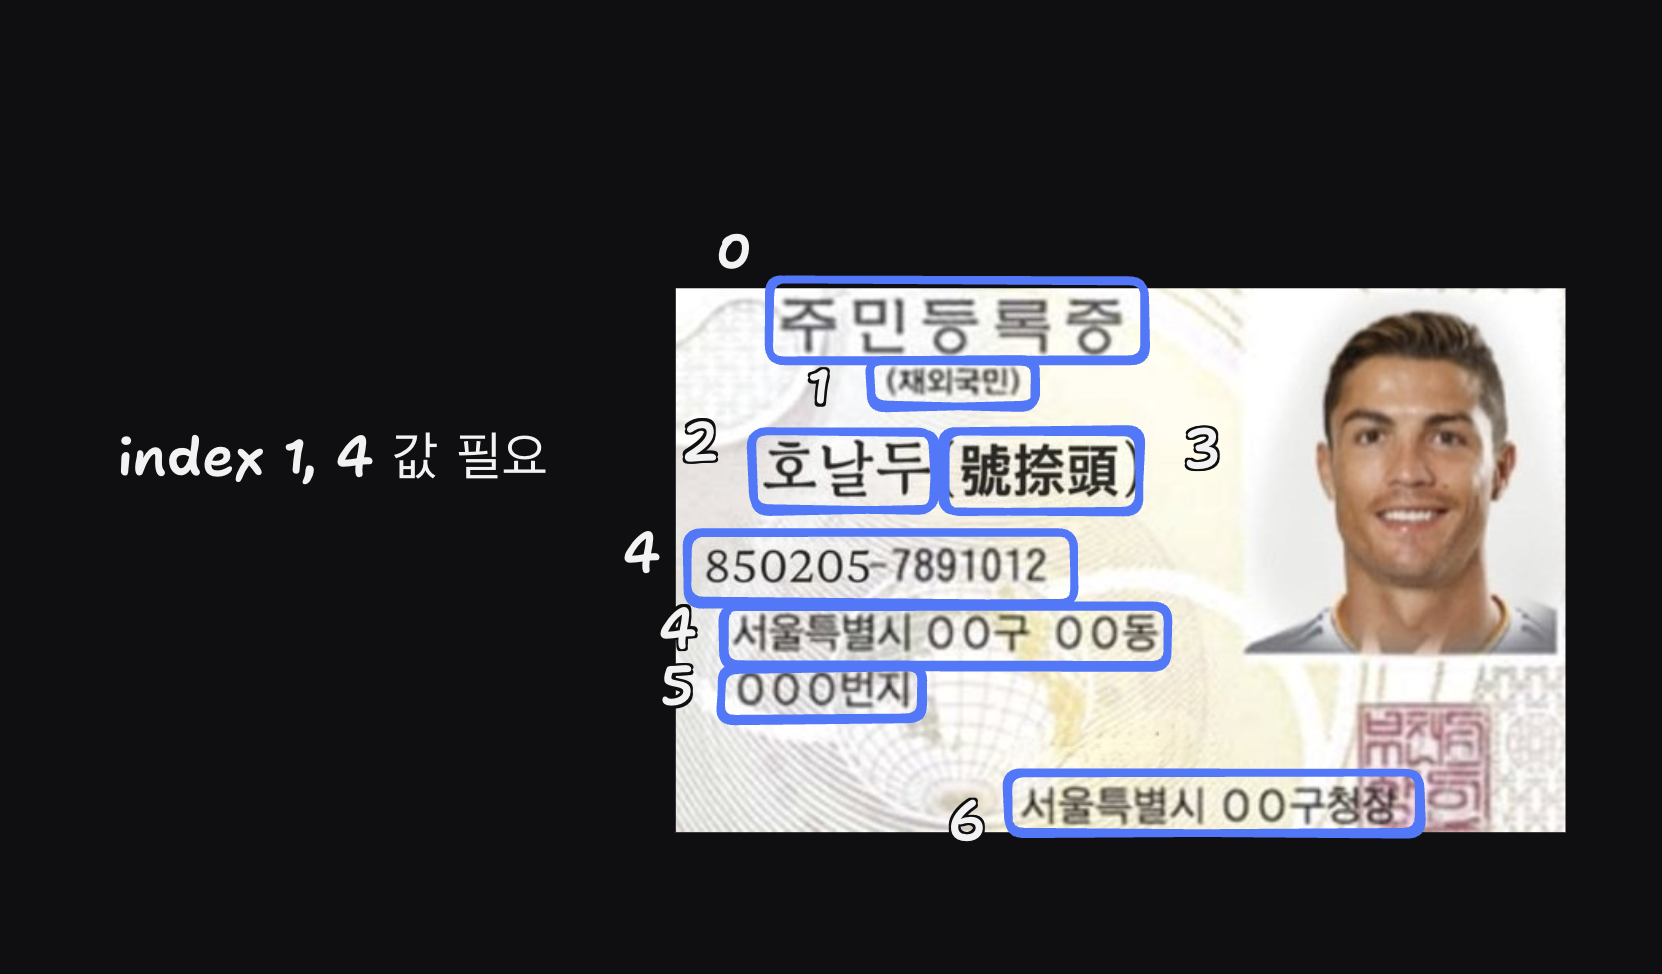 0
주민등록증
1 (재외국민)
2 호날두 (號捺頭) 3
index 1, 4 값 필요
4 850205-7891012
4 서울특별시 OO구 OO동
5 OOO번지
6 서울특별시 OO구청장